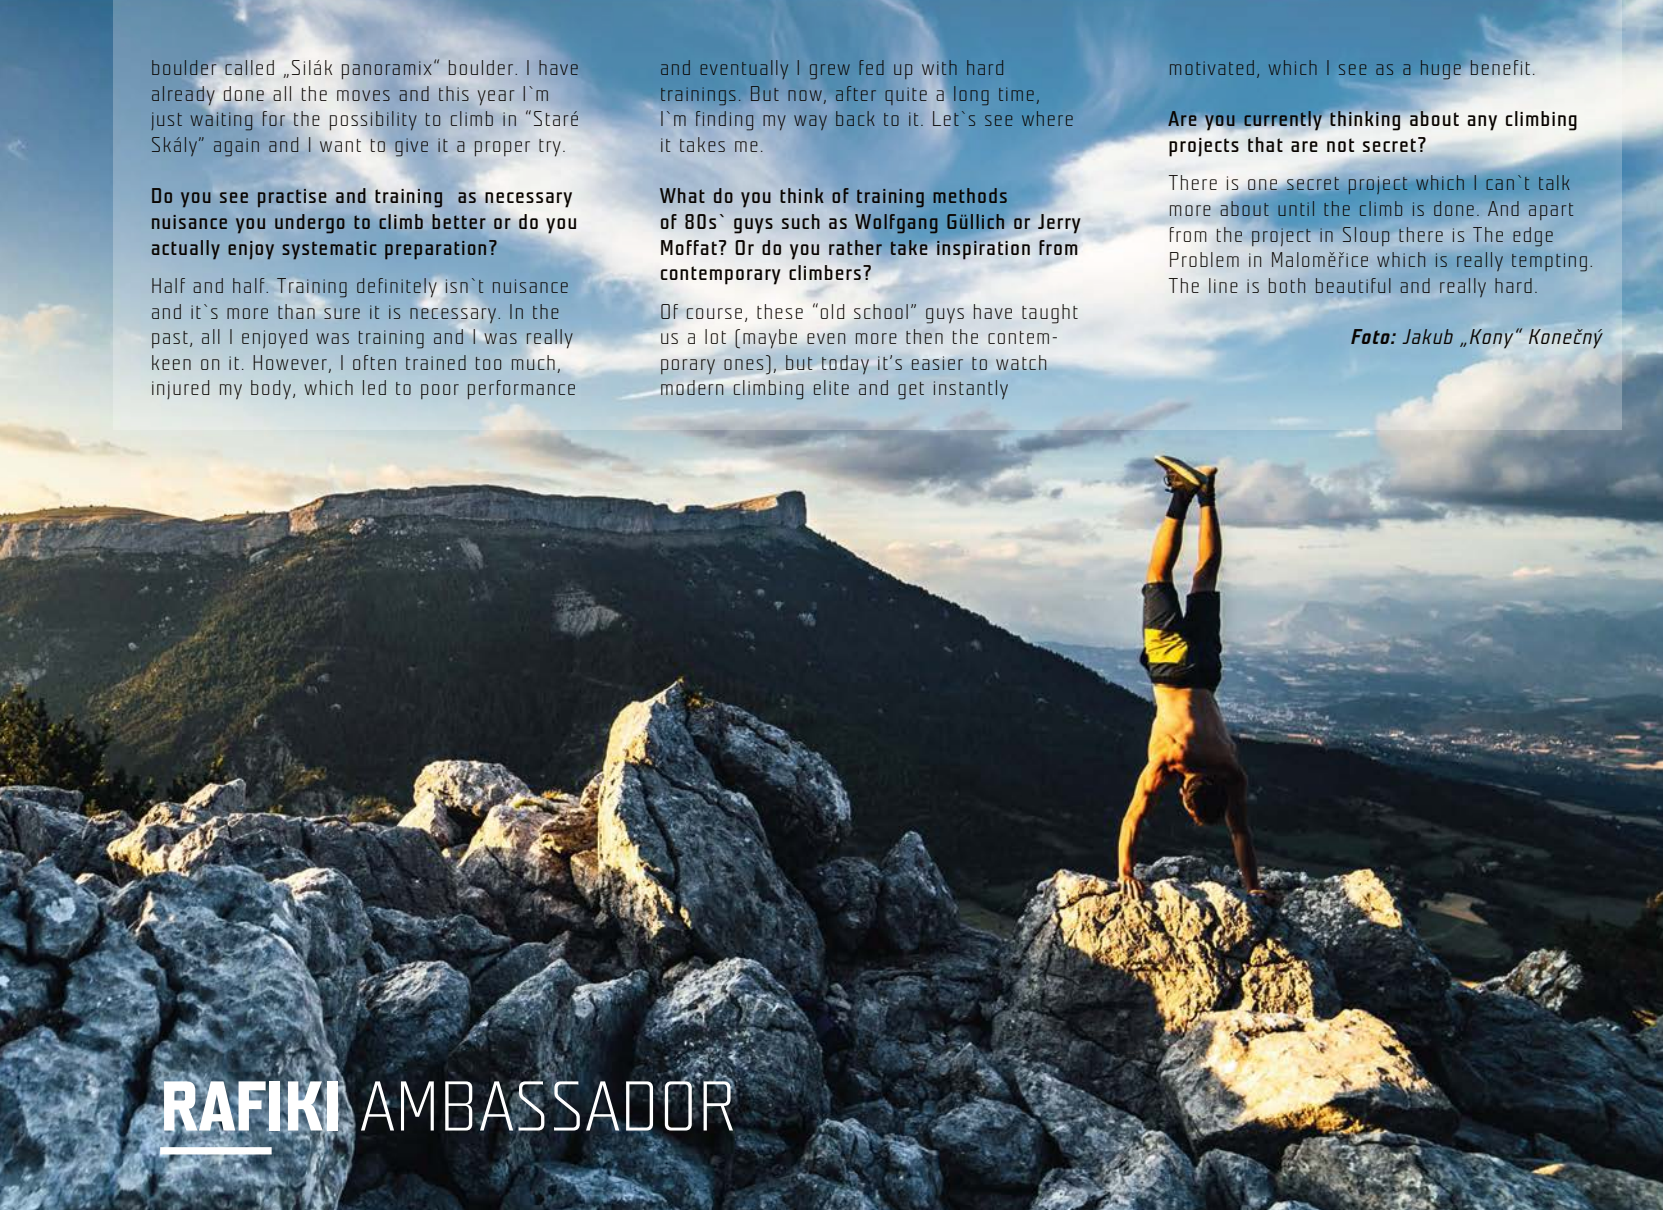 boulder called „Silák panoramix“ boulder. I have
already done all the moves and this year I`m
just waiting for the possibility to climb in “Staré
Skály” again and I want to give it a proper try.
Do you see practise and training  as necessary
nuisance you undergo to climb better or do you
actually enjoy systematic preparation?
Half and half. Training definitely isn`t nuisance
and it`s more than sure it is necessary. In the
past, all I enjoyed was training and I was really
keen on it. However, I often trained too much,
injured my body, which led to poor performance
and eventually I grew fed up with hard
trainings. But now, after quite a long time,
I`m finding my way back to it. Let`s see where
it takes me.
What do you think of training methods
of 80s` guys such as Wolfgang Güllich or Jerry
Moffat? Or do you rather take inspiration from
contemporary climbers?
Of course, these “old school” guys have taught
us a lot (maybe even more then the contem-
porary ones), but today it’s easier to watch
modern climbing elite and get instantly
motivated, which I see as a huge benefit.
Are you currently thinking about any climbing
projects that are not secret?
There is one secret project which I can`t talk
more about until the climb is done. And apart
from the project in Sloup there is The edge
Problem in Maloměřice which is really tempting.
The line is both beautiful and really hard.
Foto: Jakub „Kony“ Konečný
RAFIKI AMBASSADOR